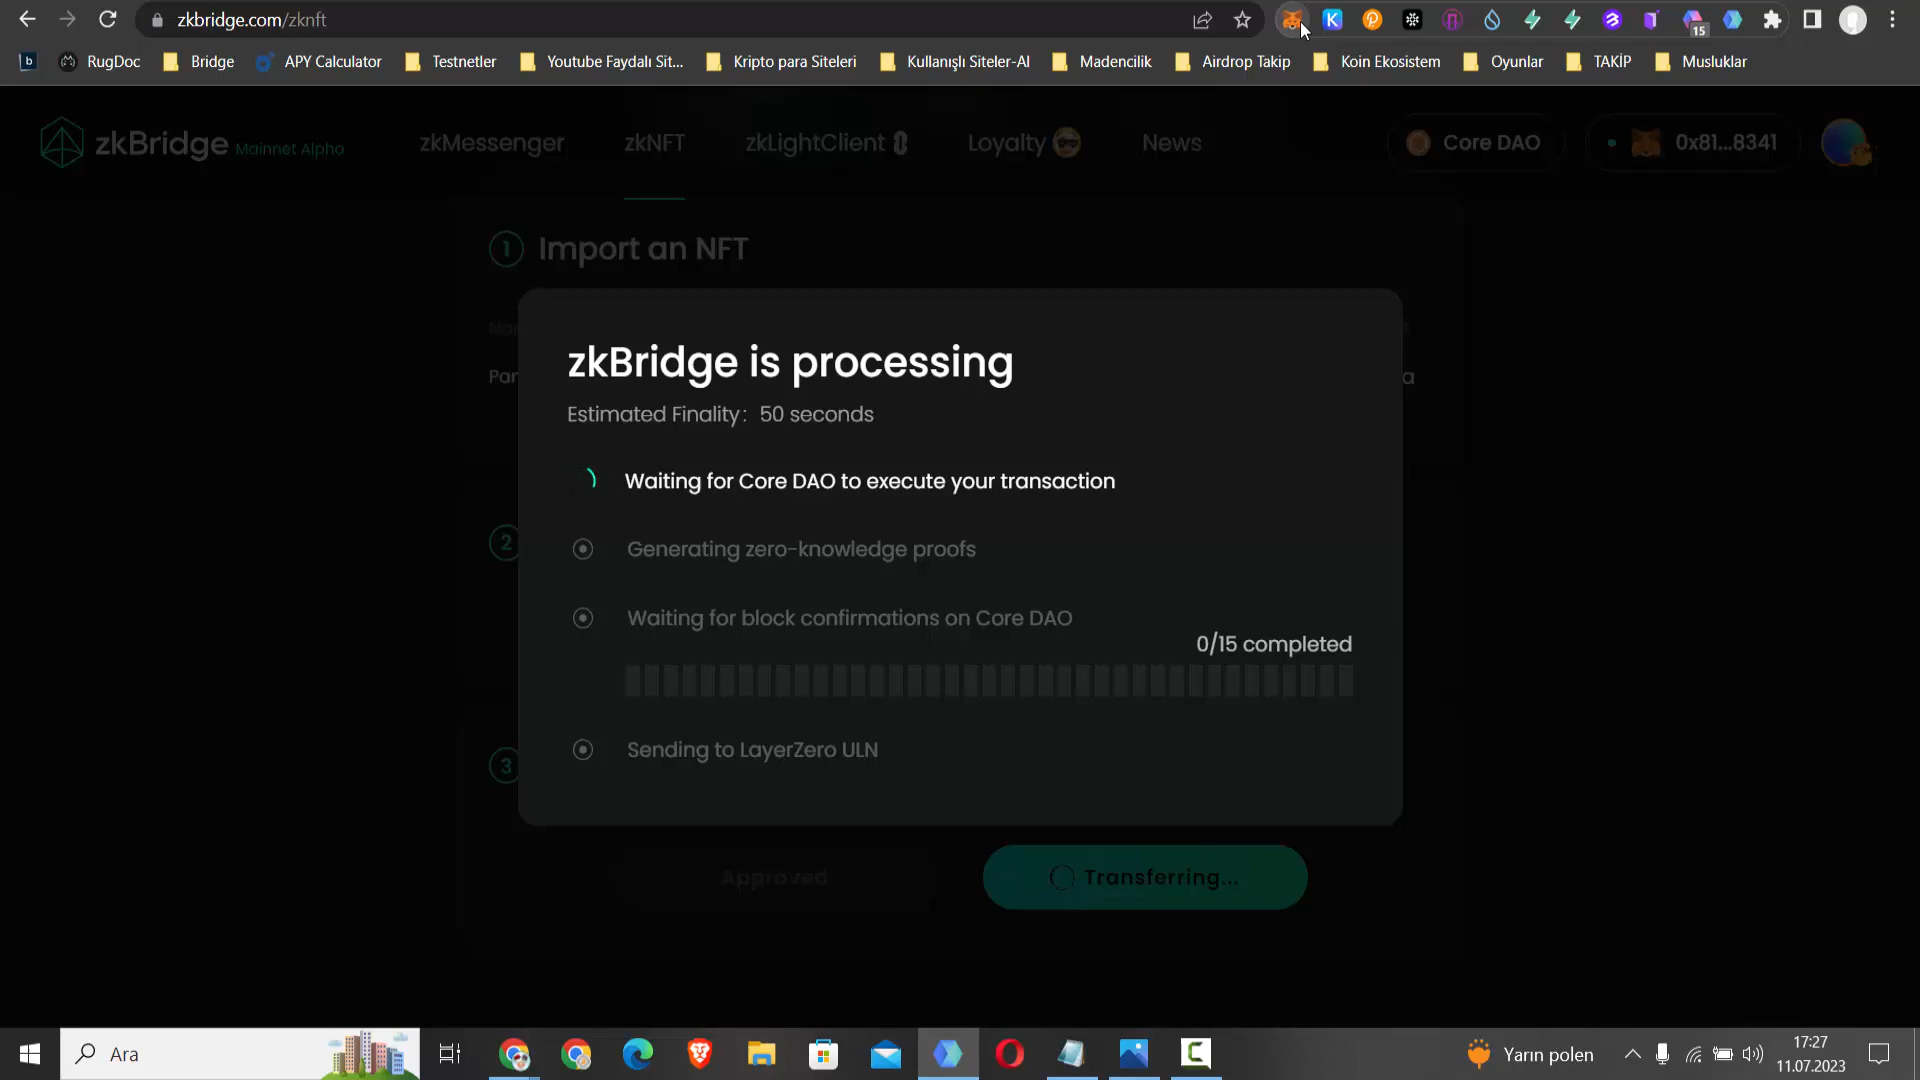 zkbridge.com/zknft
15
b
RugDoc
Bridge
APY Calculator
Testnetler
Youtube Faydalı Sit...
Kripto para Siteleri
Kullanışlı Siteler-AI
Madencilik
Airdrop Takip
Koin Ekosistem
Oyunlar
TAKİP
Musluklar
zkBridge Mainnet Alpha
zkMessenger
zkNFT
zkLightClient
Loyalty
News
Core DAO
0x81...8341
1 Import an NFT
zkBridge is processing
Estimated Finality: 50 seconds
Waiting for Core DAO to execute your transaction
Generating zero-knowledge proofs
2
Waiting for block confirmations on Core DAO
0/15 completed
Sending to LayerZero ULN
3
Approved
Transferring...
Ara
Yarın polen
17:27
11.07.2023